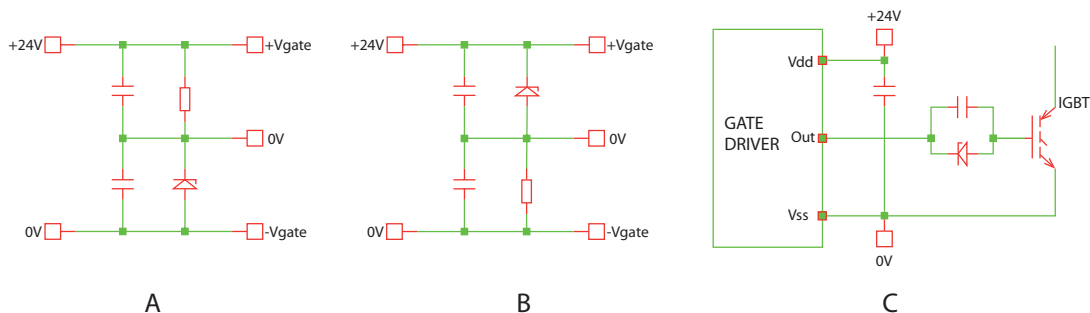 +24V
+Vgate
0V
0V
-Vgate
A
+24V
+Vgate
0V
0V
-Vgate
B
+24V
Vdd
GATE
DRIVER
Out
IGBT
Vss
0V
C